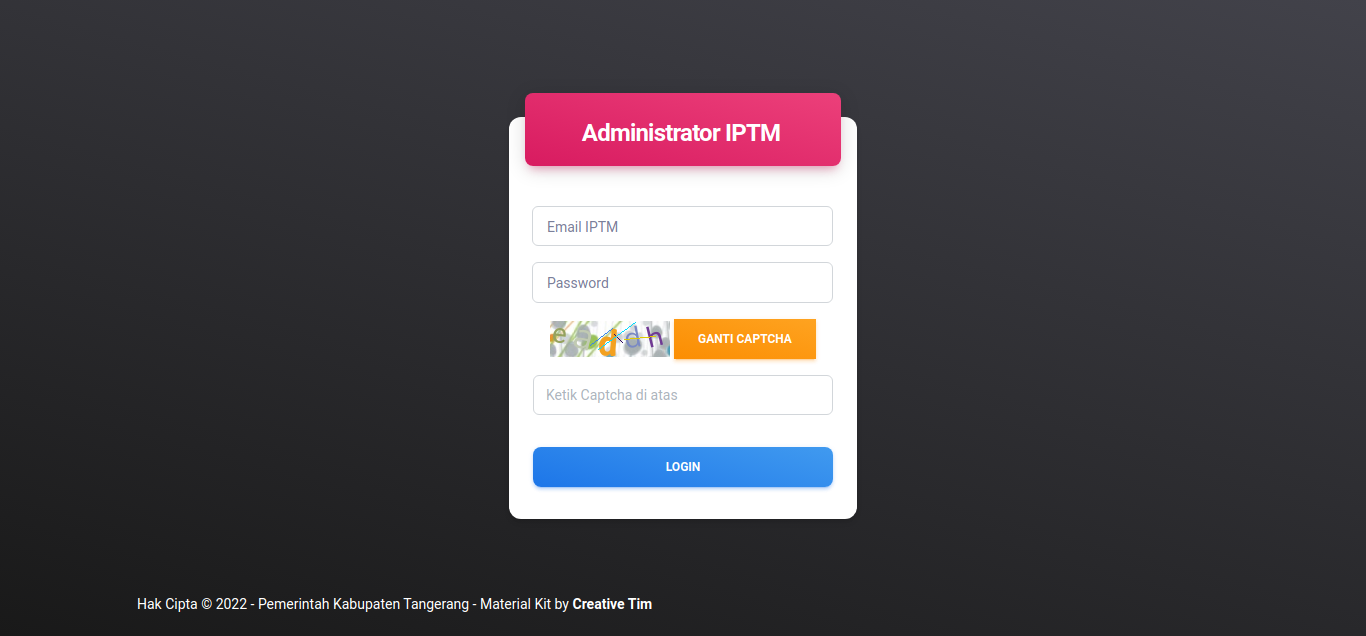 Administrator IPTM
Email IPTM
Password
GANTI CAPTCHA
Ketik Captcha di atas
LOGIN
Hak Cipta © 2022 - Pemerintah Kabupaten Tangerang - Material Kit by Creative Tim